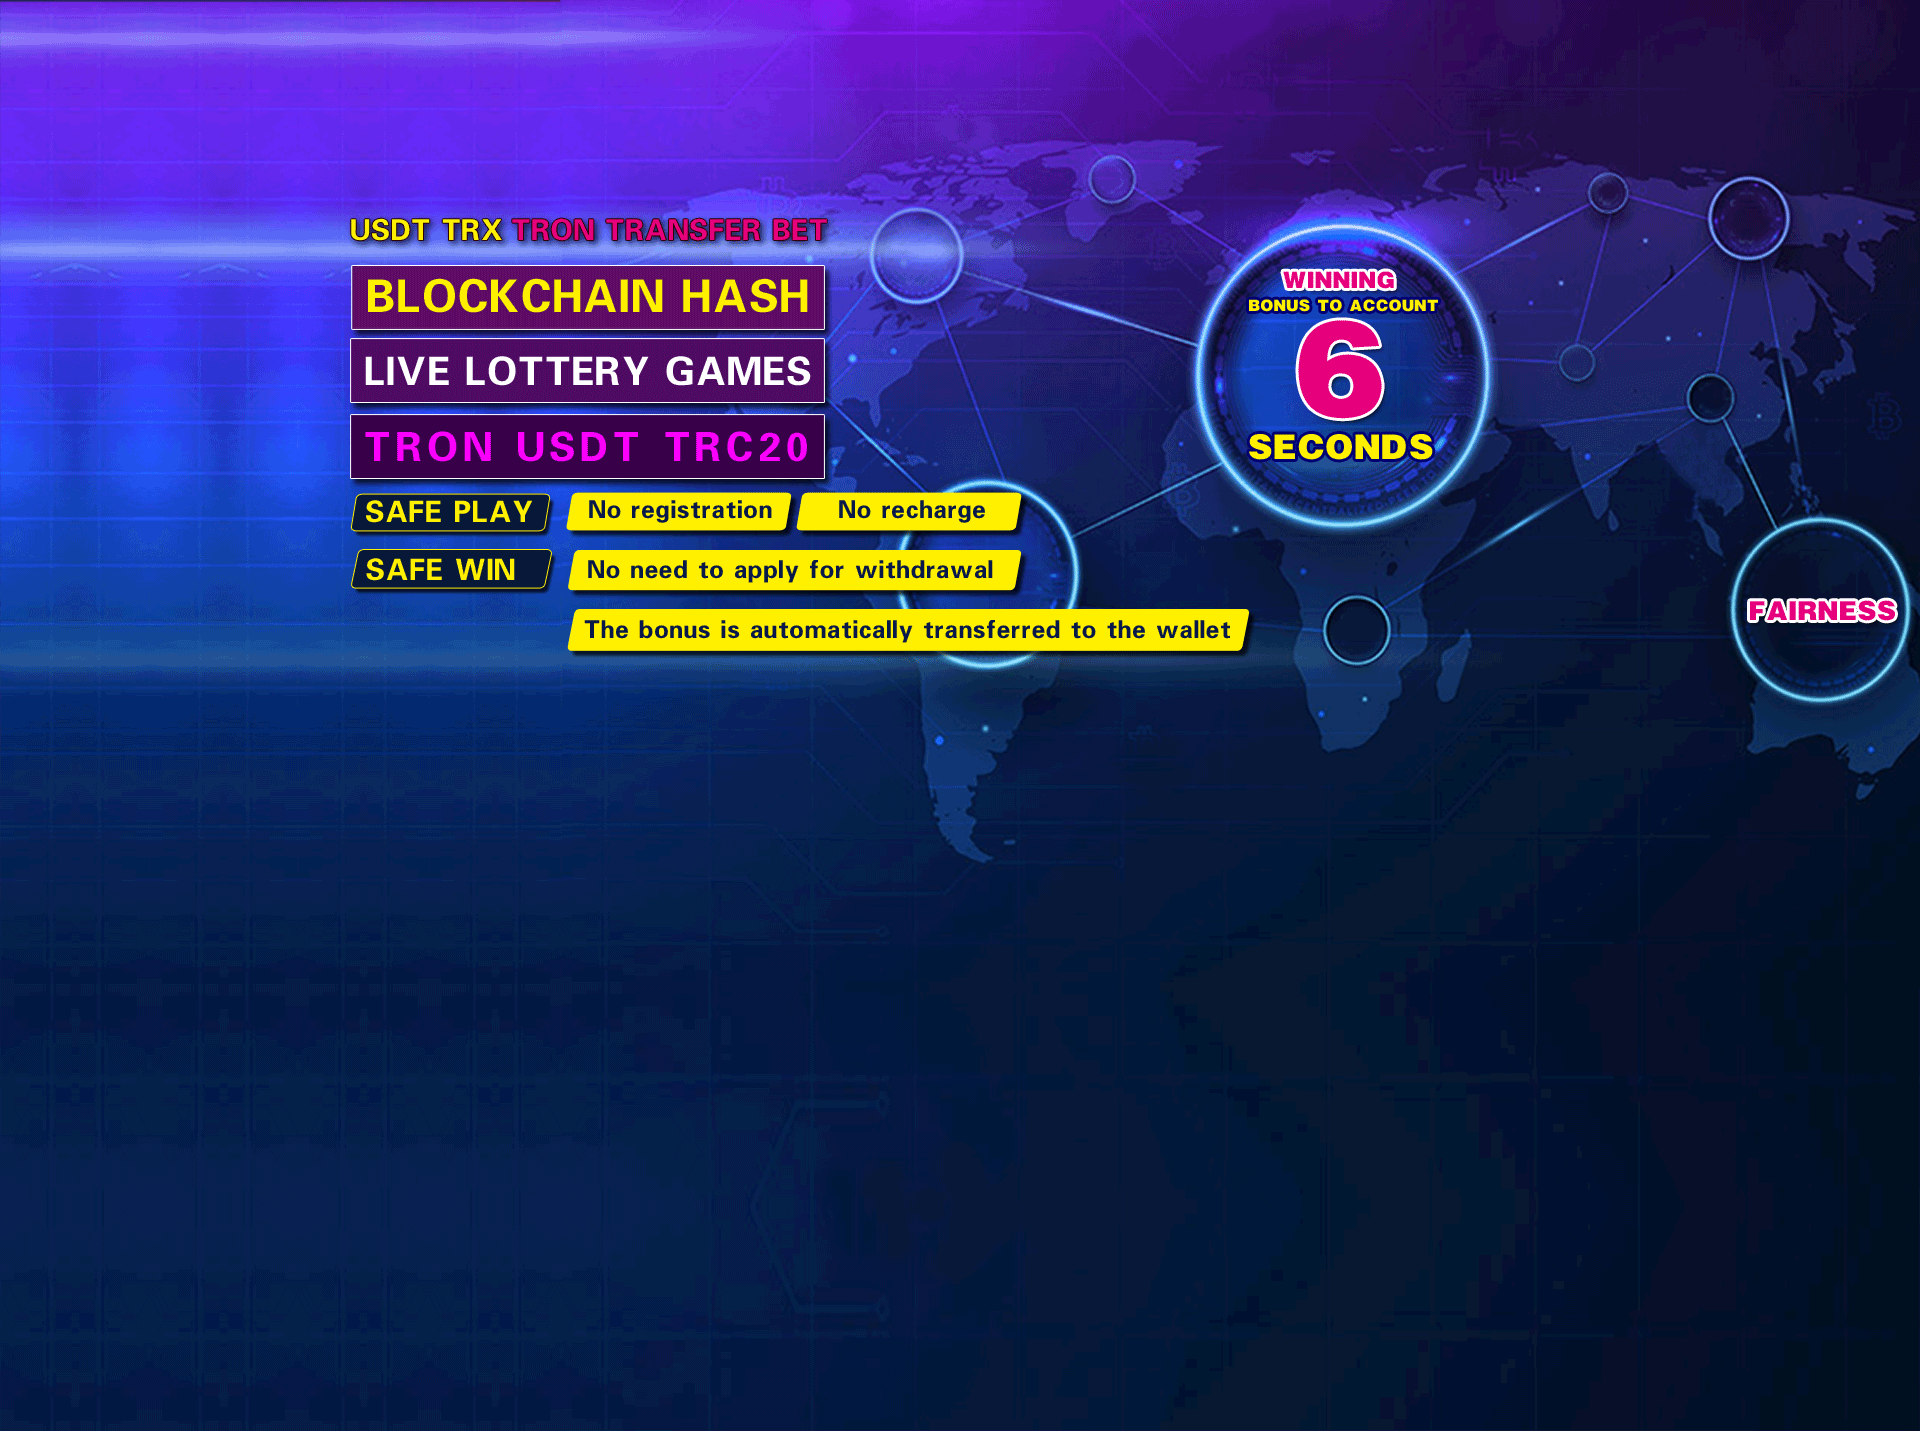 USDT TRX TRON TRANSFER BET
BLOCKCHAIN HASH
LIVE LOTTERY GAMES
TRON USDT TRC20
SAFE PLAY No registration No recharge
SAFE WIN No need to apply for withdrawal
The bonus is automatically transferred to the wallet
WINNING
BONUS TO ACCOUNT
6
SECONDS
FAIRNESS